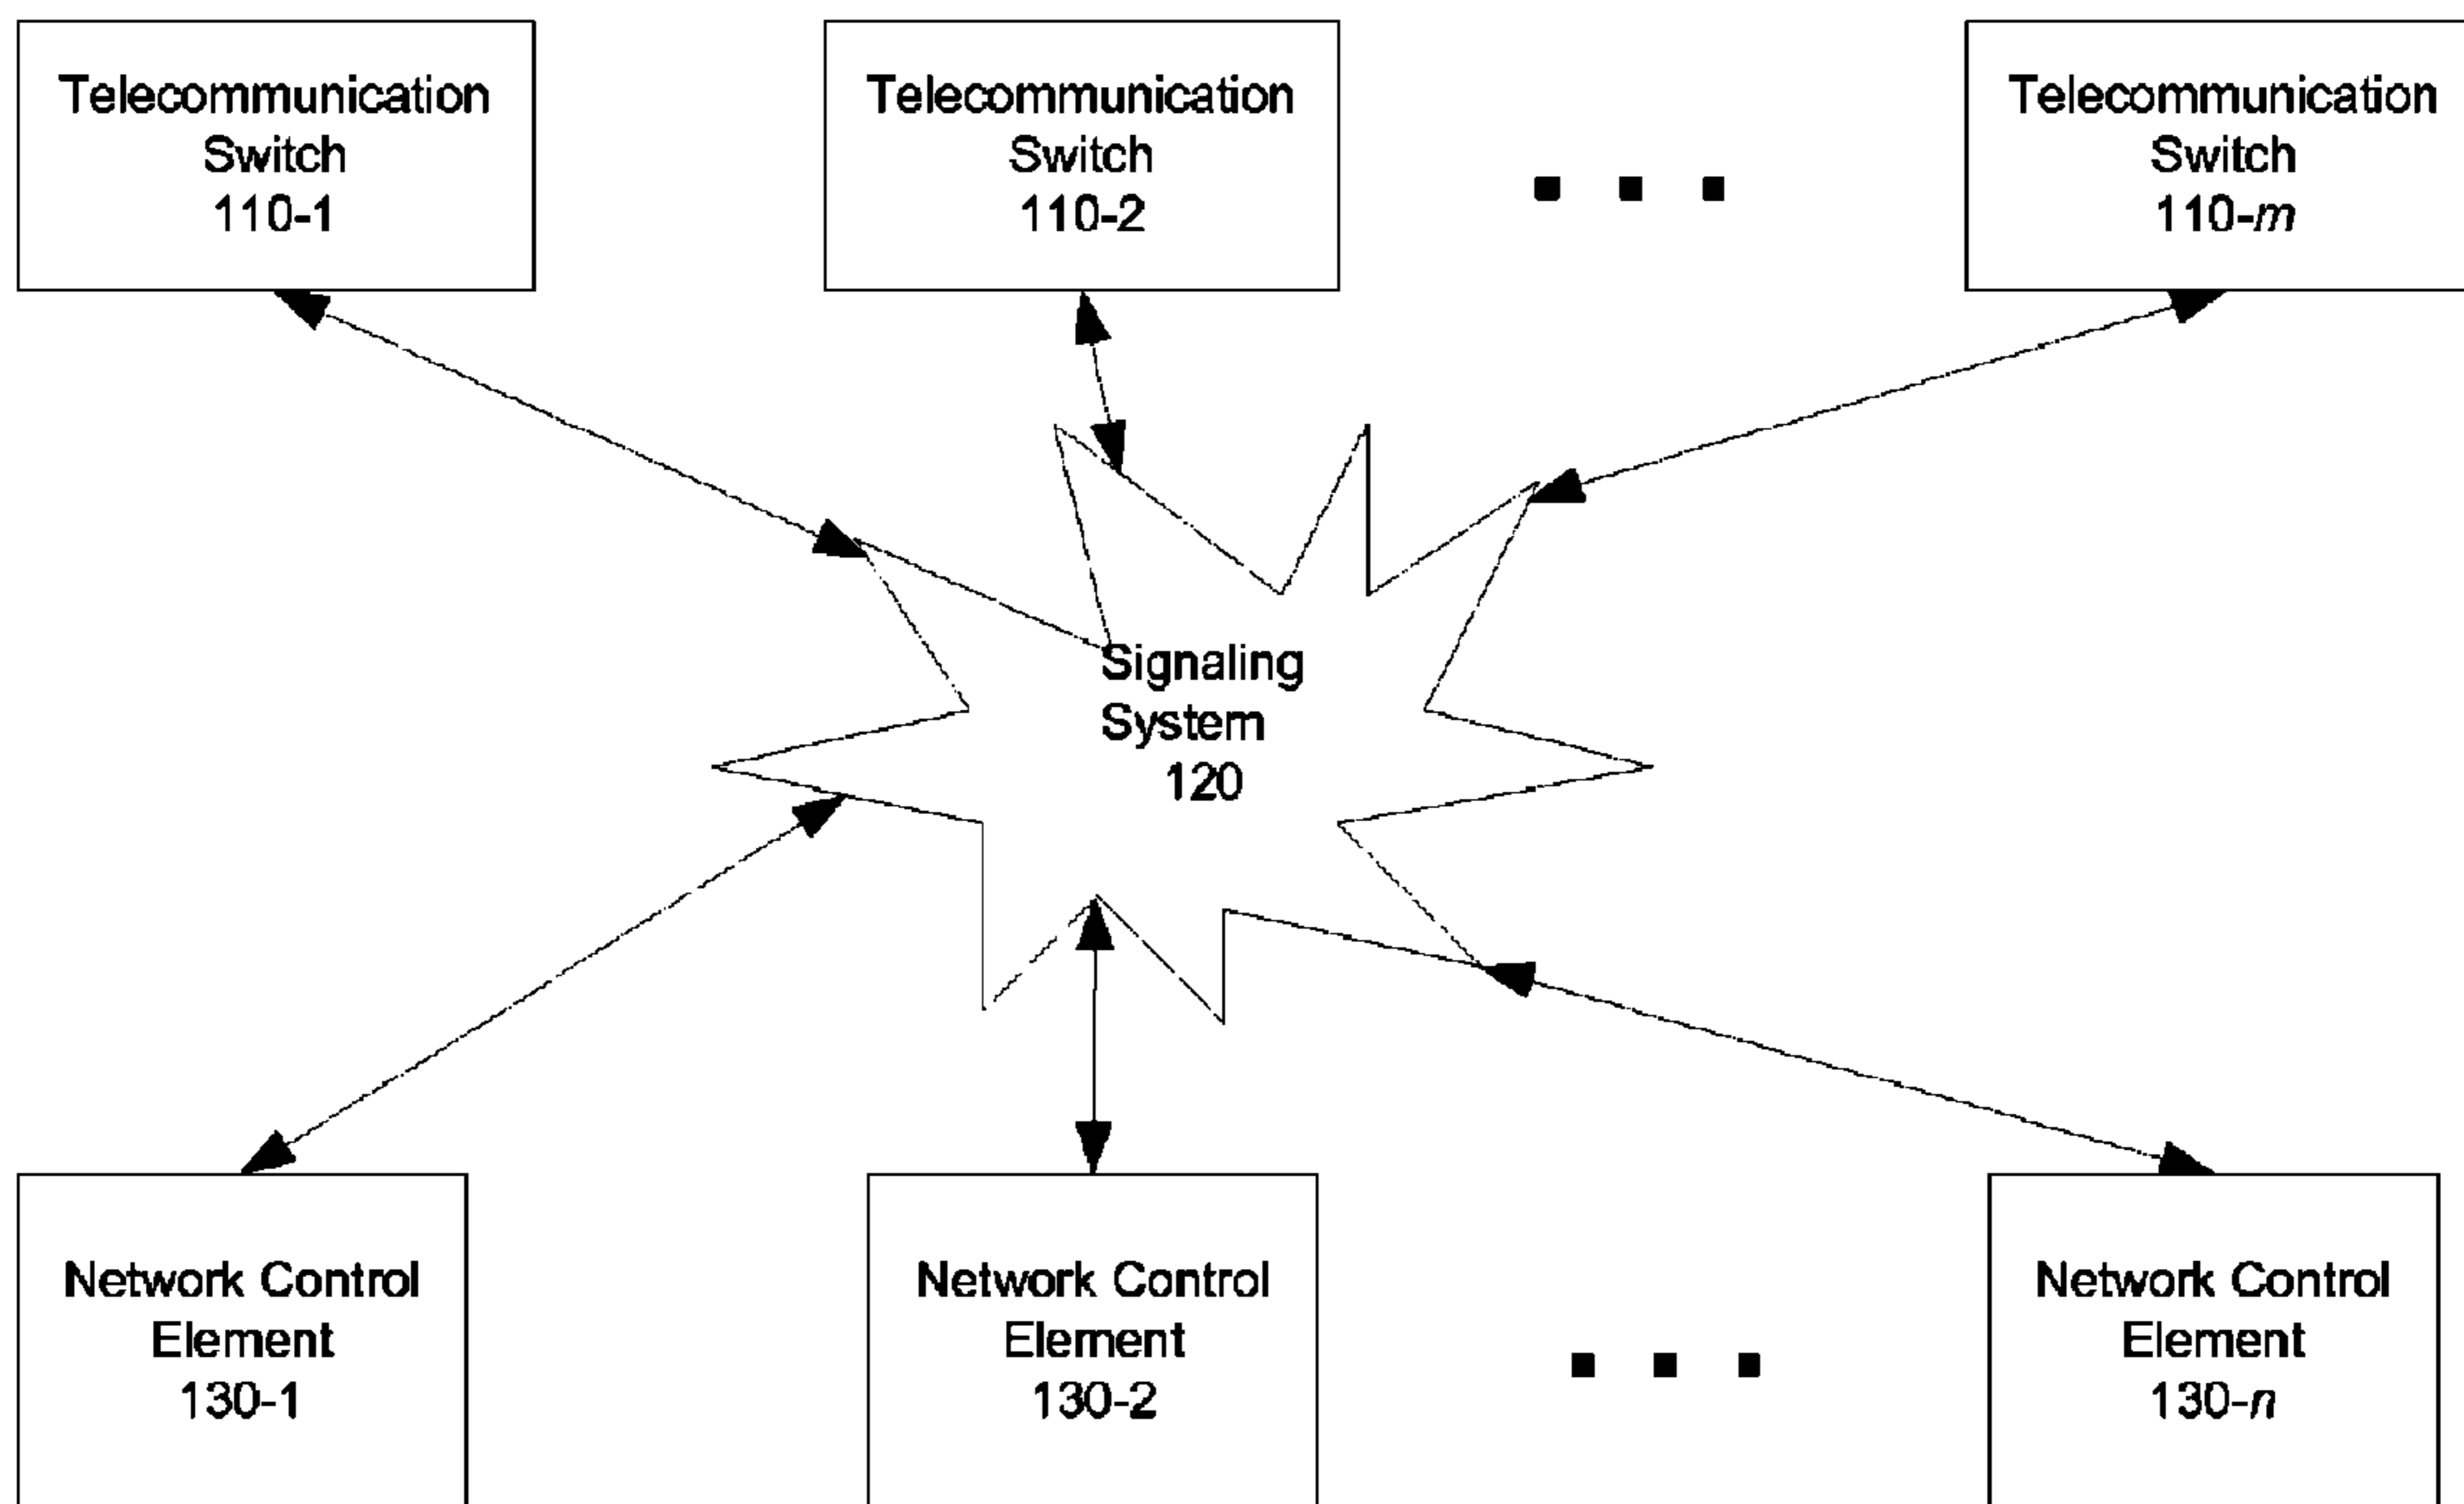 Telecommunication
Switch
110-1
Telecommunication
Switch
110-2
Telecommunication
Switch
110-m
Signaling
System
120
Network Control
Element
130-1
Network Control
Element
130-2
Network Control
Element
130-n